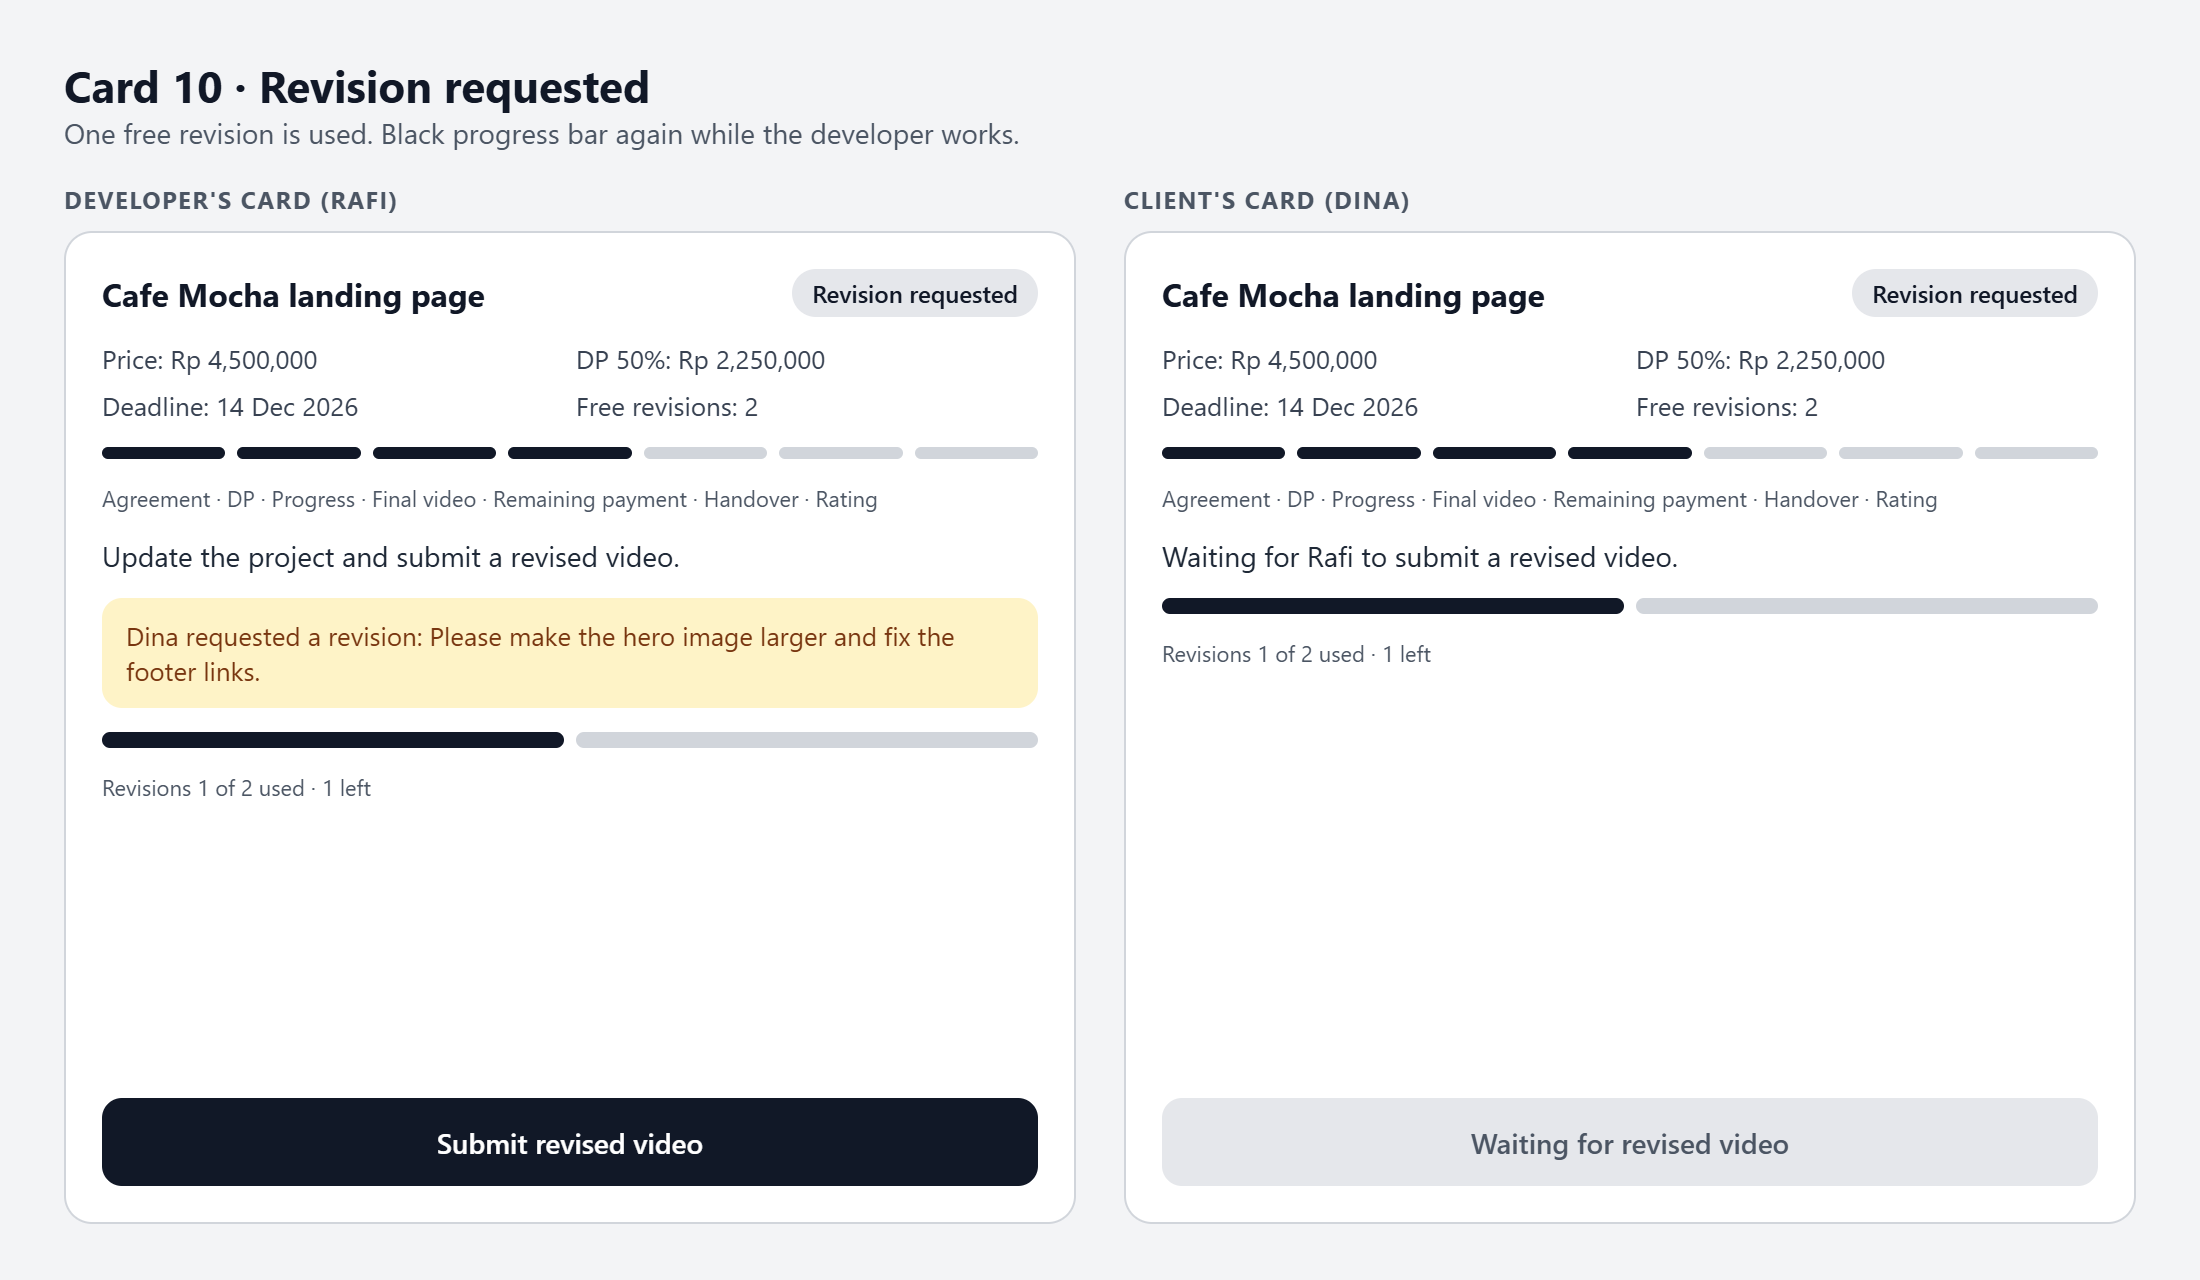 Card 10 · Revision requested
One free revision is used. Black progress bar again while the developer works.
DEVELOPER'S CARD (RAFI)
Cafe Mocha landing page
Revision requested
Price: Rp 4,500,000
DP 50%: Rp 2,250,000
Deadline: 14 Dec 2026
Free revisions: 2
Agreement · DP · Progress · Final video · Remaining payment · Handover · Rating
Update the project and submit a revised video.
Dina requested a revision: Please make the hero image larger and fix the
footer links.
Revisions 1 of 2 used · 1 left
Submit revised video
CLIENT'S CARD (DINA)
Cafe Mocha landing page
Revision requested
Price: Rp 4,500,000
DP 50%: Rp 2,250,000
Deadline: 14 Dec 2026
Free revisions: 2
Agreement · DP · Progress · Final video · Remaining payment · Handover · Rating
Waiting for Rafi to submit a revised video.
Revisions 1 of 2 used · 1 left
Waiting for revised video